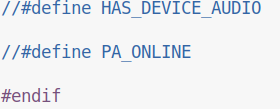 //#define HAS_DEVICE_AUDIO
//#define PA_ONLINE
#endif